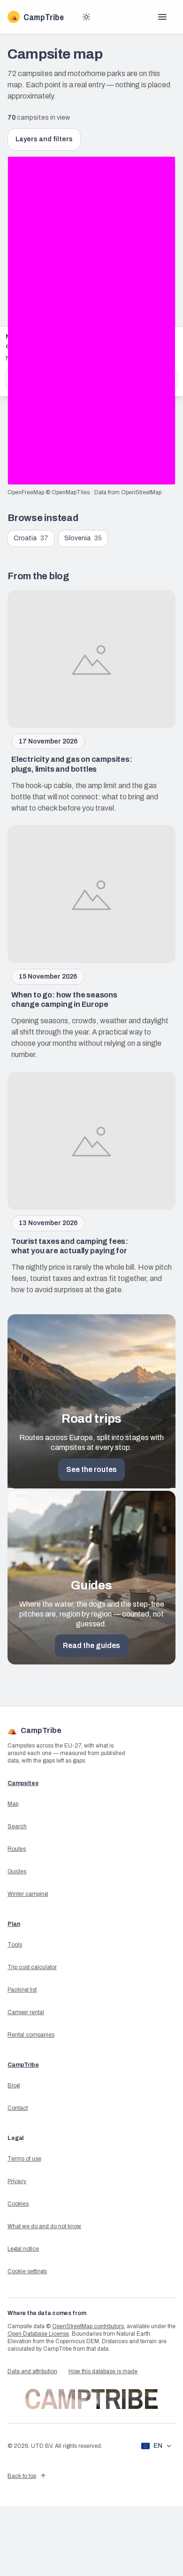 CampTribe
Campsite map
72 campsites and motorhome parks are on this
map. Each point is a real entry — nothing is placed
approximately.
70 campsites in view
Layers and filters
OpenFreeMap © OpenMapTiles · Data from OpenStreetMap
Browse instead
Croatia 37
Slovenia 35
From the blog
17 November 2026
Electricity and gas on campsites:
plugs, limits and bottles
The hook-up cable, the amp limit and the gas
bottle that will not connect: what to bring and
what to check before you travel.
15 November 2026
When to go: how the seasons
change camping in Europe
Opening seasons, crowds, weather and daylight
all shift through the year. A practical way to
choose your months without relying on a single
number.
13 November 2026
Tourist taxes and camping fees:
what you are actually paying for
The nightly price is rarely the whole bill. How pitch
fees, tourist taxes and extras fit together, and
how to avoid surprises at the gate.
Road trips
Routes across Europe, split into stages with
campsites at every stop.
See the routes
Guides
Where the water, the dogs and the step-free
pitches are, region by region — counted, not
guessed.
Read the guides
CampTribe
Campsites across the EU-27, with what is
around each one — measured from published
data, with the gaps left as gaps.
Campsites
Map
Search
Routes
Guides
Winter camping
Plan
Tools
Trip cost calculator
Packing list
Camper rental
Rental companies
CampTribe
Blog
Contact
Legal
Terms of use
Privacy
Cookies
What we do and do not know
Legal notice
Cookie settings
Where the data comes from
Campsite data © OpenStreetMap contributors, available under the
Open Database License. Boundaries from Natural Earth.
Elevation from the Copernicus DEM. Distances and terrain are
calculated by CampTribe from that data.
Data and attribution
How this database is made
CAMPTRIBE
© 2026, UTD BV. All rights reserved.
EN
Back to top